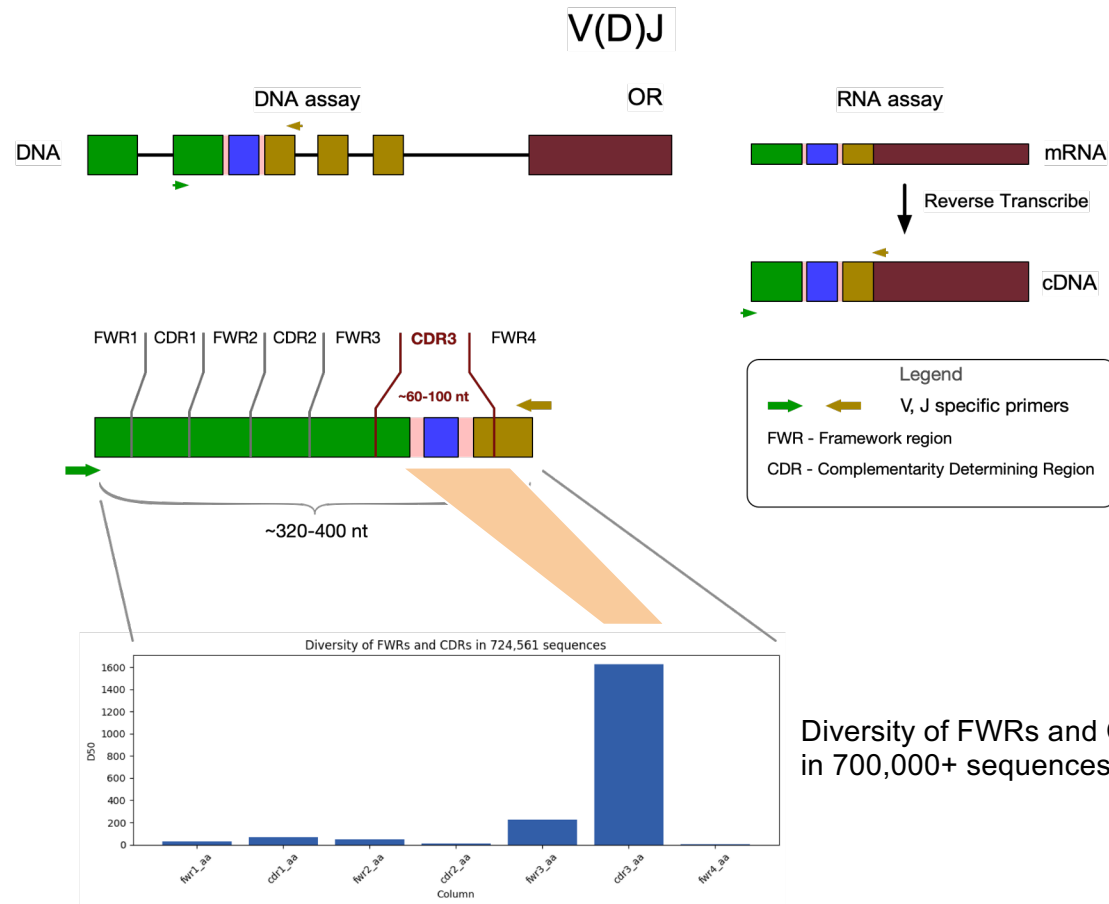 V(D)J
DNA assay
OR
RNA assay
DNA
mRNA
Reverse Transcribe
cDNA
FWR1 CDR1 FWR2 CDR2 FWR3 CDR3 FWR4
~60-100 nt
~320-400 nt
Legend
V, J specific primers
FWR - Framework region
CDR - Complementarity Determining Region
Diversity of FWRs and CDRs in 724,561 sequences
D50
1600
1400
1200
1000
800
600
400
200
0
fwr1_aa cdr1_aa fwr2_aa cdr2_aa fwr3_aa cdr3_aa fwr4_aa
Column
Diversity of FWRs and
in 700,000+ sequences